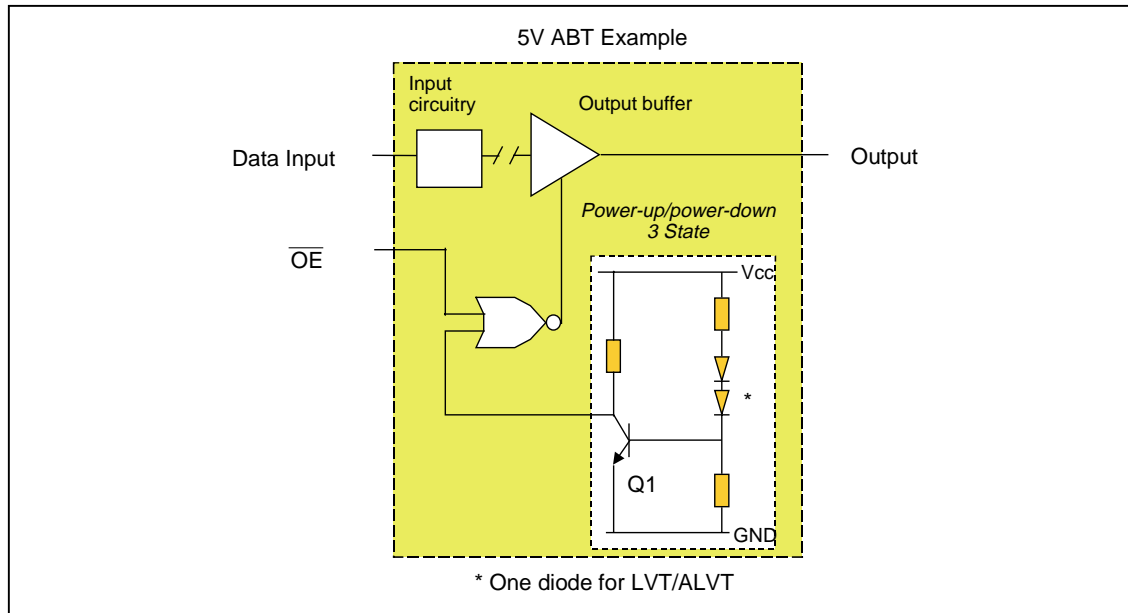 5V ABT Example
Input
circuitry
Output buffer
Data Input
Output
Power-up/power-down
3 State
OE
Vcc
*
Q1
GND
* One diode for LVT/ALVT